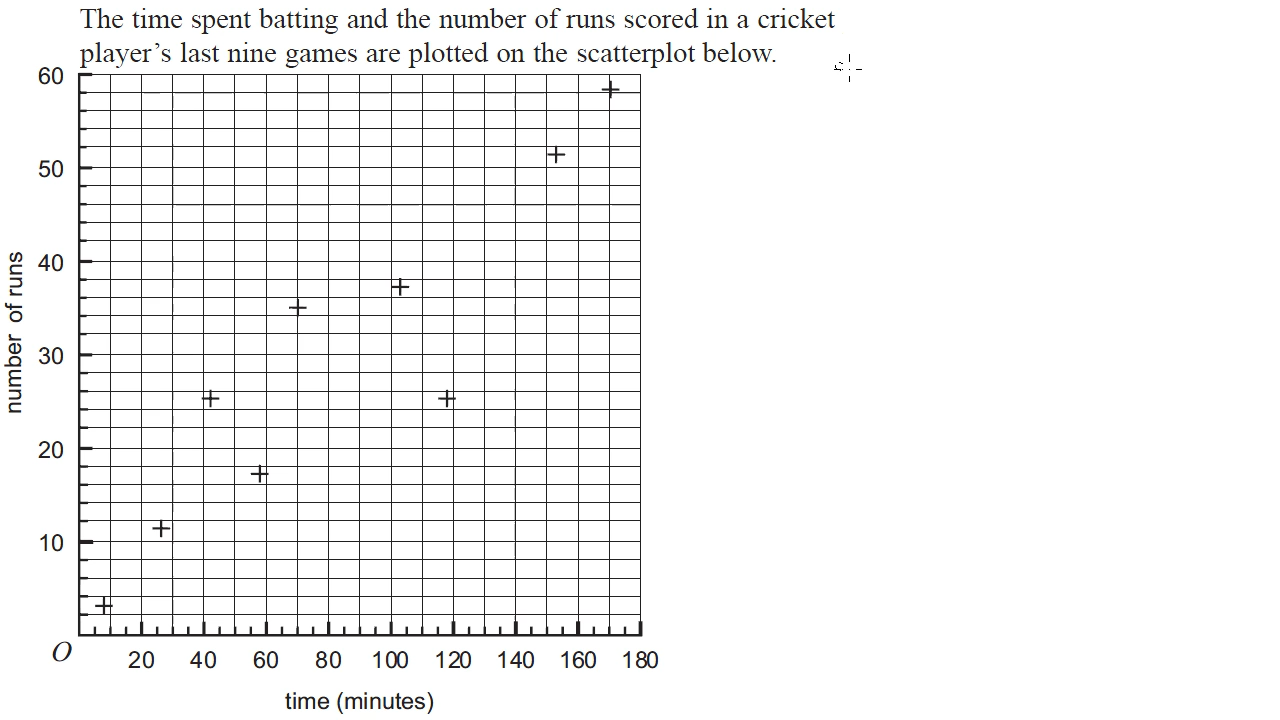 The time spent batting and the number of runs scored in a cricket
player’s last nine games are plotted on the scatterplot below.
60
50
40
30
20
10
number of runs
O
20 40 60 80 100 120 140 160 180
time (minutes)